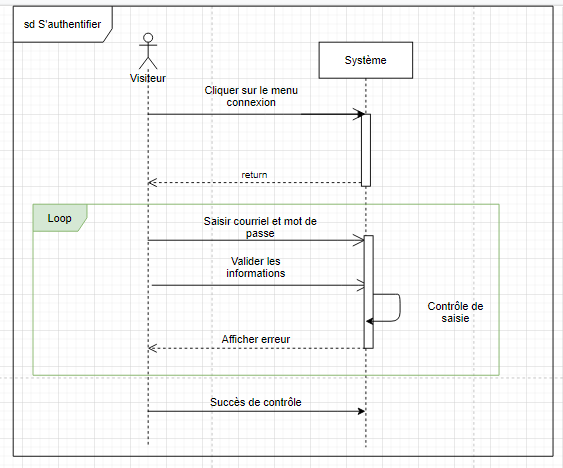 sd S'authentifier
Visiteur
Système
Cliquer sur le menu
connexion
return
Loop
Saisir courriel et mot de
passe
Valider les
informations
Contrôle de
saisie
Afficher erreur
Succès de contrôle